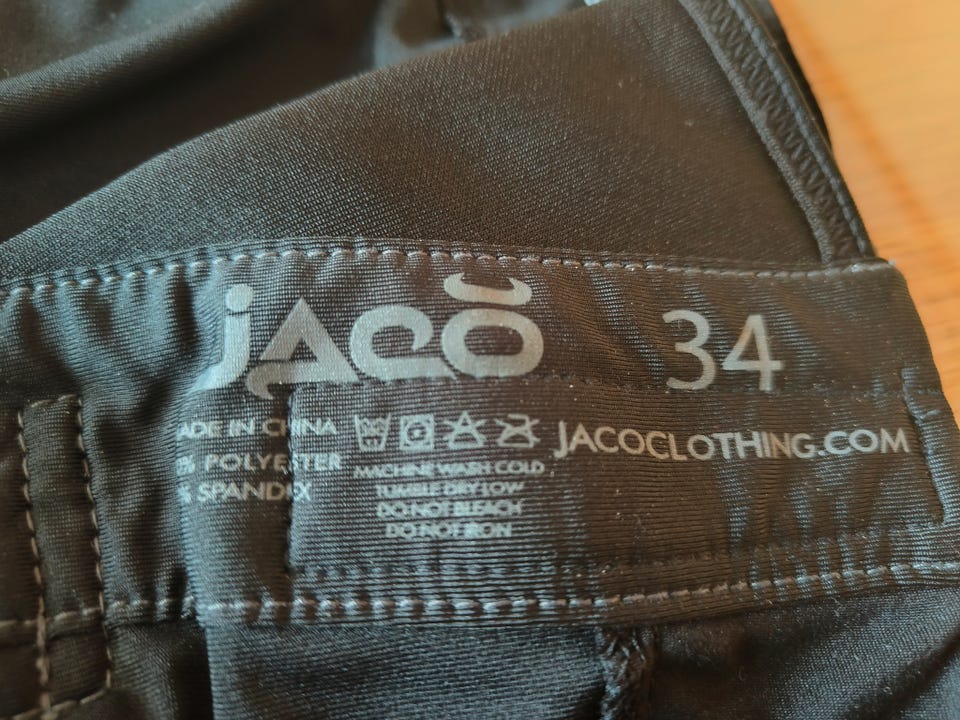 jaco
34
ADE IN CHINA
% POLYESTER
% SPANDEX
MACHINE WASH COLD
TUMBLE DRY LOW
DO NOT BLEACH
DO NOT IRON
JACOCLOTHING.COM